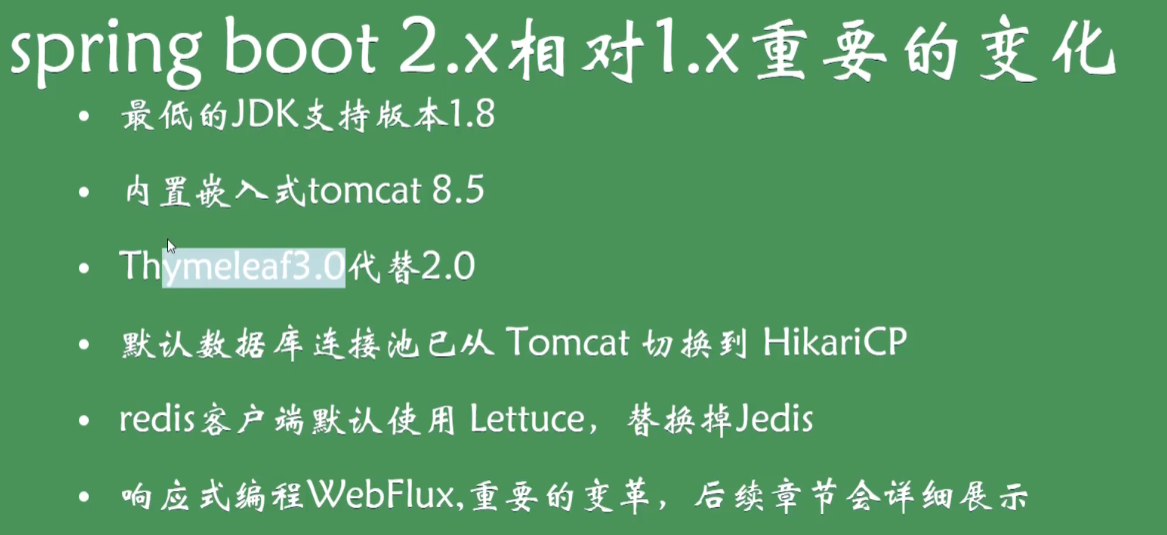 spring boot 2.x相对1.x重要的变化
• 最低的JDK支持版本1.8
• 内置嵌入式tomcat 8.5
• Thymeleaf3.0代替2.0
• 默认数据库连接池已从 Tomcat 切换到 HikariCP
• redis客户端默认使用 Lettuce，替换掉Jedis
• 响应式编程WebFlux,重要的变革，后续章节会详细展示